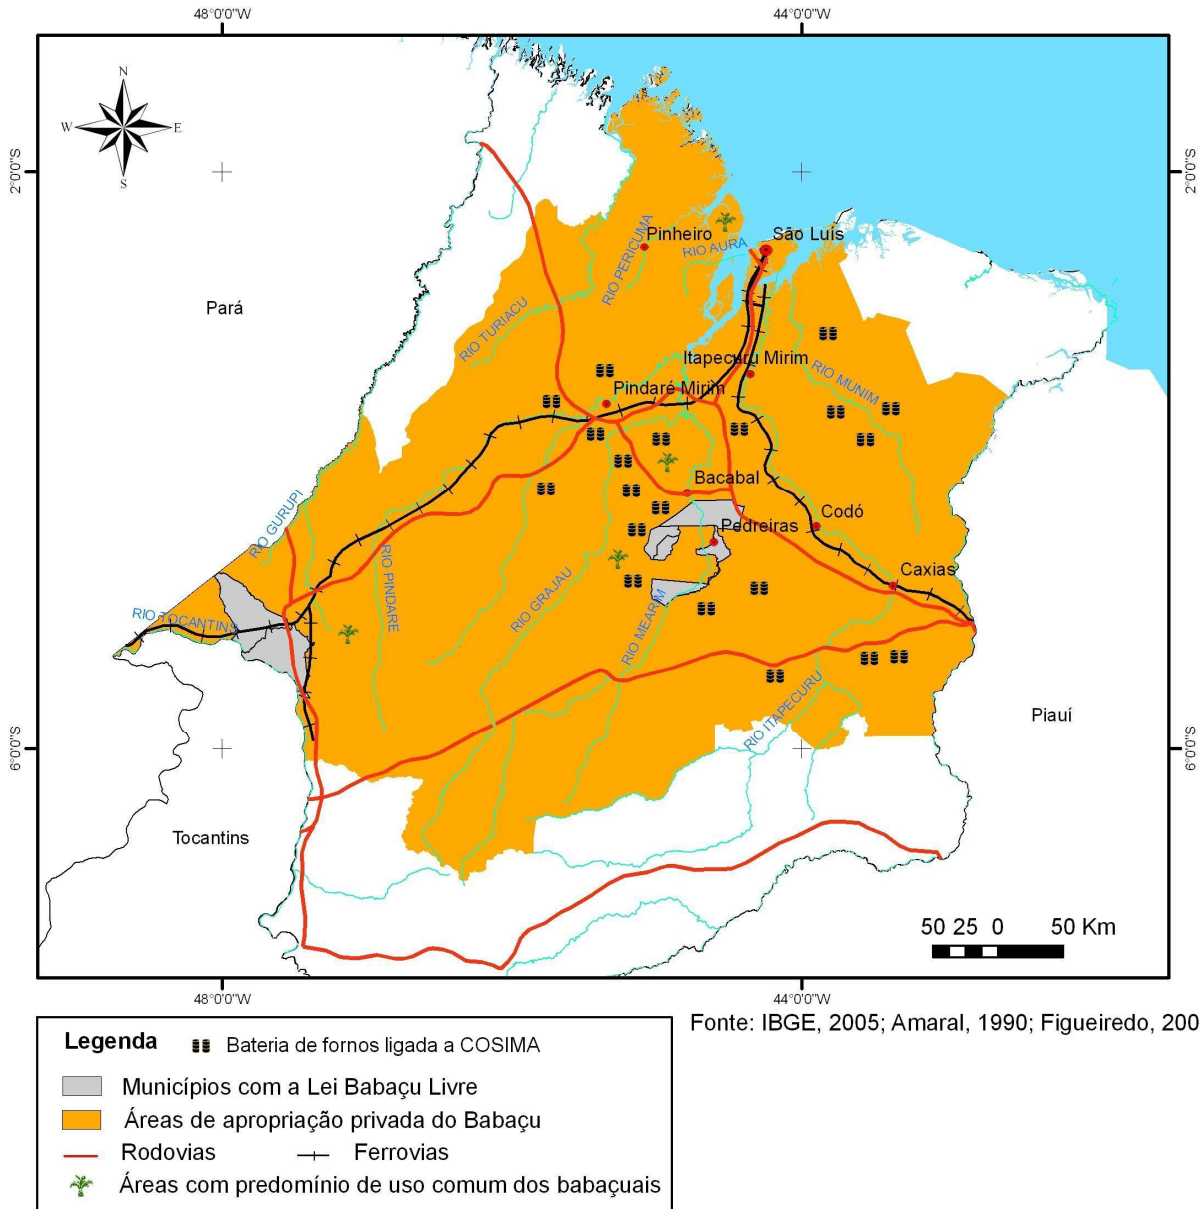 48°0'0"W 44°0'0"W
N
W E
S
2°0'0"S 2°0'0"S
Pinheiro
São Luís
RIO AURA
RIO PERICUMA
Pará
RIO TURIACU
Itapecuru Mirim
RIO MUNIM
Pindaré Mirim
Bacabal
Codó
Pedreiras
RIO GURUPI
RIO PINDARE
RIO GRAJAU
Caxias
RIO TOCANTINS
RIO MEARIM
RIO ITAPECURU
Piauí
6°0'0"S 6°0'0"S
Tocantins
50 25 0 50 Km
48°0'0"W 44°0'0"W
Fonte: IBGE, 2005; Amaral, 1990; Figueiredo, 200
Legenda Bateria de fornos ligada a COSIMA
Municípios com a Lei Babaçu Livre
Áreas de apropriação privada do Babaçu
Rodovias Ferrovias
Áreas com predomínio de uso comum dos babaçuais